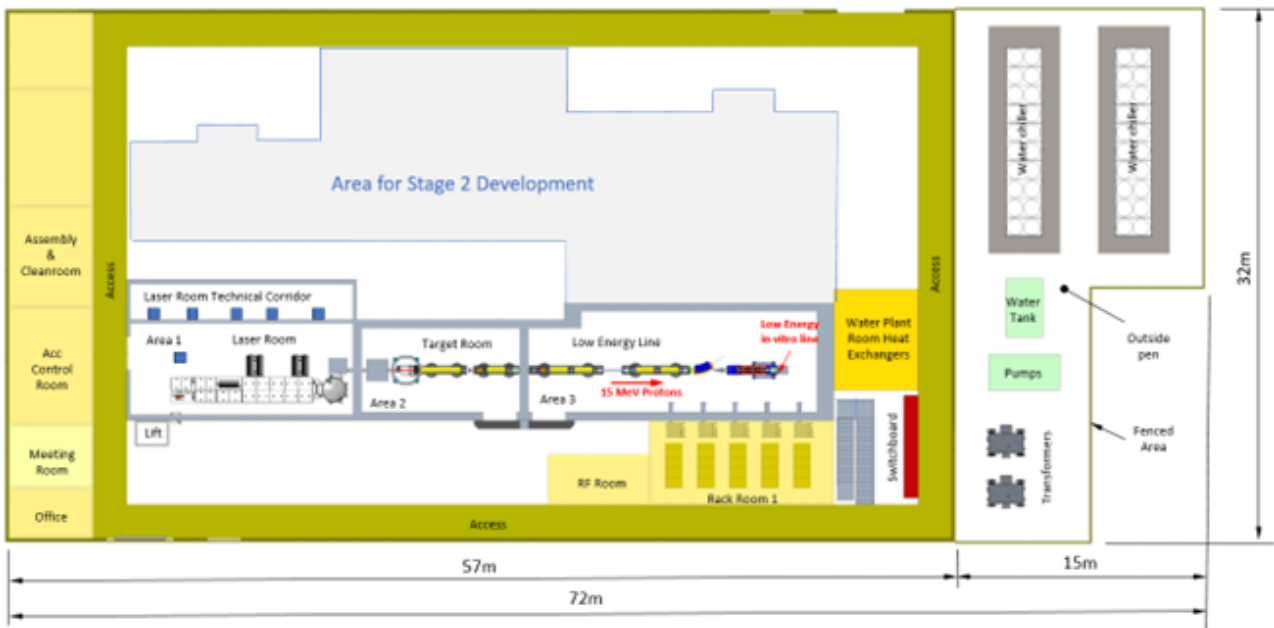 Area for Stage 2 Development
Water chiller
Water chiller
32m
Assembly
&
Cleanroom
Access
Access
Laser Room Technical Corridor
Area 1
Laser Room
Target Room
Low Energy Line
Low Energy
in vitro line
Water Plant
Room Heat
Exchangers
Water
Tank
Outside
pen
Acc
Control
Room
Area 2
Area 3
15 MeV Protons
Pumps
Lift
Meeting
Room
Switchboard
Transformers
Fenced
Area
RF Room
Rack Room 1
Office
Access
57m
15m
72m